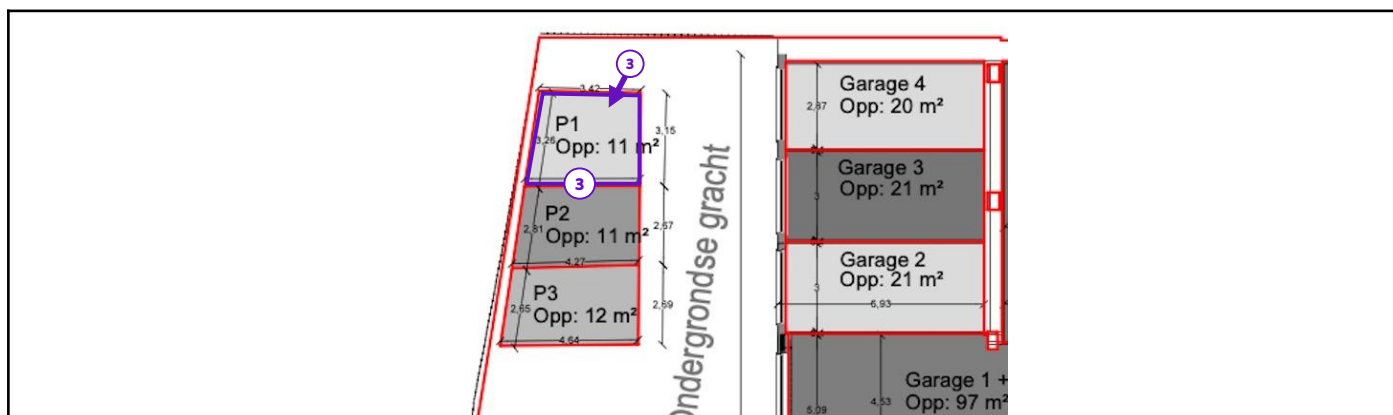 3
3,42
P1
Opp: 11 m²
3,26
3,15
3
P2
Opp: 11 m²
2,81
2,67
4,27
P3
Opp: 12 m²
2,65
2,69
4,64
Ondergrondse gracht
Garage 4
Opp: 20 m²
2,87
Garage 3
Opp: 21 m²
3
Garage 2
Opp: 21 m²
3
6,93
Garage 1 +
Opp: 97 m²
4,53
5,09